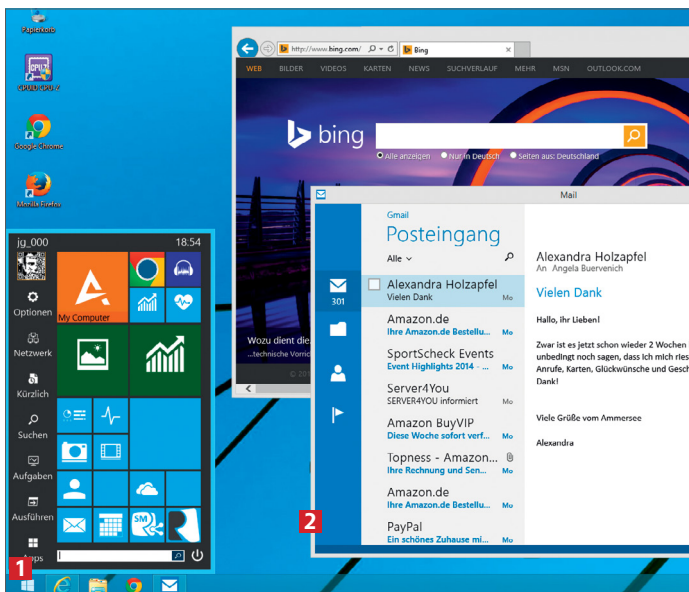 Papierkorb
CPUID CPU-Z
Google Chrome
Mozilla Firefox
http://www.bing.com/
Bing
WEB BILDER VIDEOS KARTEN NEWS SUCHVERLAUF MEHR MSN OUTLOOK.COM
bing
Alle anzeigen Nur in Deutsch Seiten aus: Deutschland
Wozu dient die
...technische Vorric
© 20
Mail
Gmail
Posteingang
Alle
301
Alexandra Holzapfel
Vielen Dank Mo
Amazon.de
Ihre Amazon.de Bestellu... Mo
SportScheck Events
Event Highlights 2014 - ... Mo
Server4You
SERVER4YOU informiert Mo
Amazon BuyVIP
Diese Woche sofort verf... Mo
Topness - Amazon...
Ihre Rechnung und Sen... Mo
Amazon.de
Ihre Amazon.de Bestellu... Mo
PayPal
Ein schönes Zuhause mi... Mo
Alexandra Holzapfel
An Angela Buervenich
Vielen Dank
Hallo, ihr Lieben!
Zwar ist es jetzt schon wieder 2 Wochen
unbedingt noch sagen, dass ich mich ries
Anrufe, Karten, Glückwünsche und Gesch
Dank!
Viele Grüße vom Ammersee
Alexandra
2
jg_000 18:54
My Computer
Optionen
Netzwerk
Kürzlich
Suchen
Aufgaben
Ausführen
SM
Apps
1